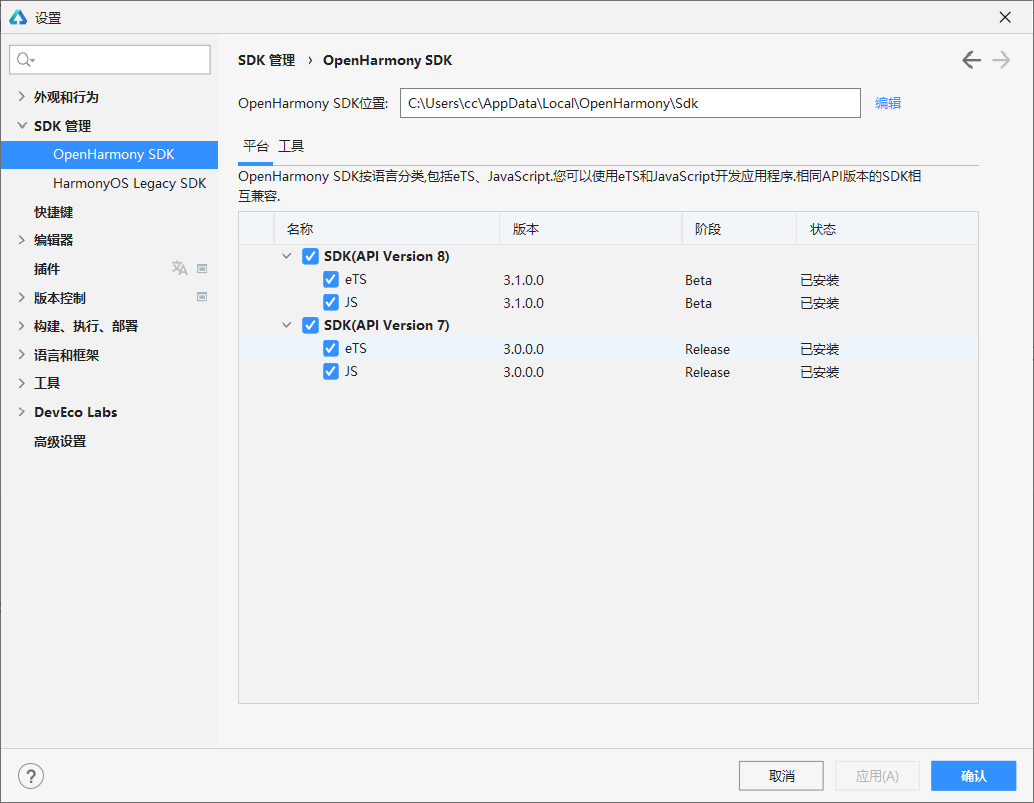 设置
SDK 管理 › OpenHarmony SDK
OpenHarmony SDK位置: C:\Users\cc\AppData\Local\OpenHarmony\Sdk 编辑
外观和行为
SDK 管理
OpenHarmony SDK
HarmonyOS Legacy SDK
快捷键
编辑器
插件
版本控制
构建、执行、部署
语言和框架
工具
DevEco Labs
高级设置
平台 工具
OpenHarmony SDK按语言分类,包括eTS、JavaScript.您可以使用eTS和JavaScript开发应用程序.相同API版本的SDK相
互兼容.
名称 版本 阶段 状态
SDK(API Version 8)
eTS 3.1.0.0 Beta 已安装
JS 3.1.0.0 Beta 已安装
SDK(API Version 7)
eTS 3.0.0.0 Release 已安装
JS 3.0.0.0 Release 已安装
? 取消 应用(A) 确认